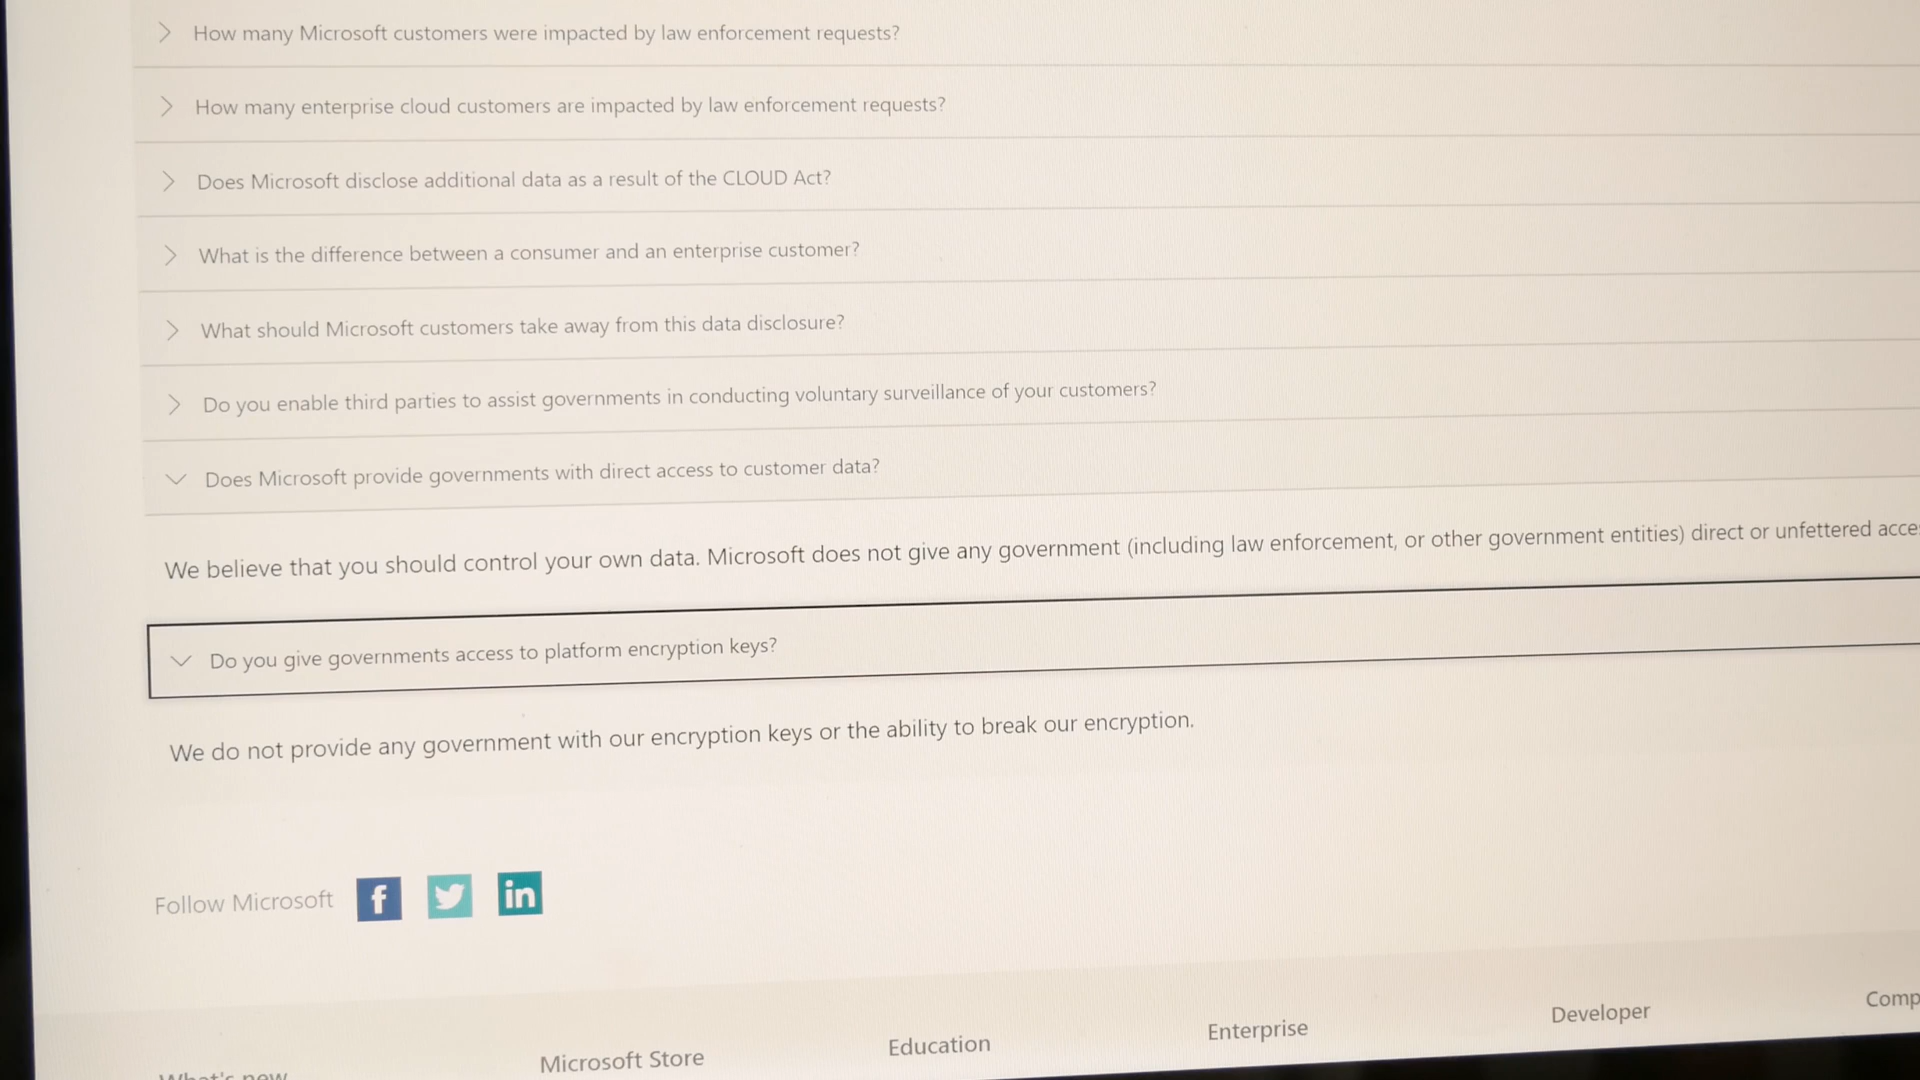 How many Microsoft customers were impacted by law enforcement requests?
How many enterprise cloud customers are impacted by law enforcement requests?
Does Microsoft disclose additional data as a result of the CLOUD Act?
What is the difference between a consumer and an enterprise customer?
What should Microsoft customers take away from this data disclosure?
Do you enable third parties to assist governments in conducting voluntary surveillance of your customers?
Does Microsoft provide governments with direct access to customer data?
We believe that you should control your own data. Microsoft does not give any government (including law enforcement, or other government entities) direct or unfettered
Do you give governments access to platform encryption keys?
We do not provide any government with our encryption keys or the ability to break our encryption.
Follow Microsoft f in
What's new Microsoft Store Education Enterprise Developer